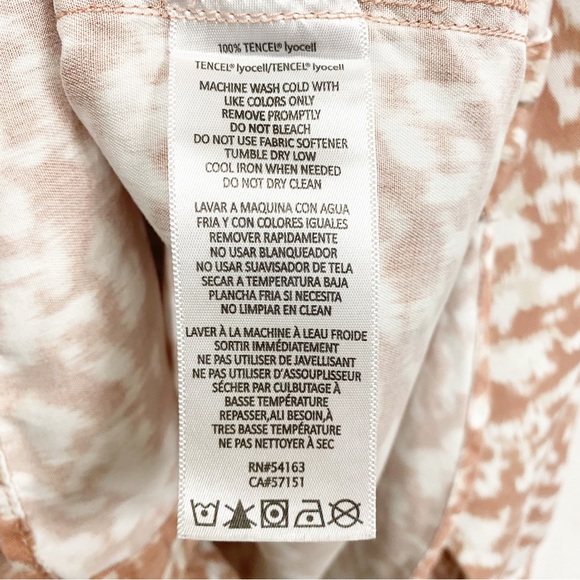 100% TENCEL® lyocell
TENCEL® lyocell/TENCEL® lyocell
MACHINE WASH COLD WITH
LIKE COLORS ONLY
REMOVE PROMPTLY
DO NOT BLEACH
DO NOT USE FABRIC SOFTENER
TUMBLE DRY LOW
COOL IRON WHEN NEEDED
DO NOT DRY CLEAN
LAVAR A MAQUINA CON AGUA
FRIA Y CON COLORES IGUALES
REMOVER RAPIDAMENTE
NO USAR BLANQUEADOR
NO USAR SUAVISADOR DE TELA
SECAR A TEMPERATURA BAJA
PLANCHA FRIA SI NECESITA
NO LIMPIAR EN CLEAN
LAVER À LA MACHINE À LEAU FROIDE
SORTIR IMMÉDIATEMENT
NE PAS UTILISER DE JAVELLISANT
NE PAS UTILISER D'ASSOUPLISSEUR
SÉCHER PAR CULBUTAGE À
BASSE TEMPÉRATURE
REPASSER,ALI BESOIN,À
TRES BASSE TEMPÉRATURE
NE PAS NETTOYER À SEC
RN#54163
CA#57151